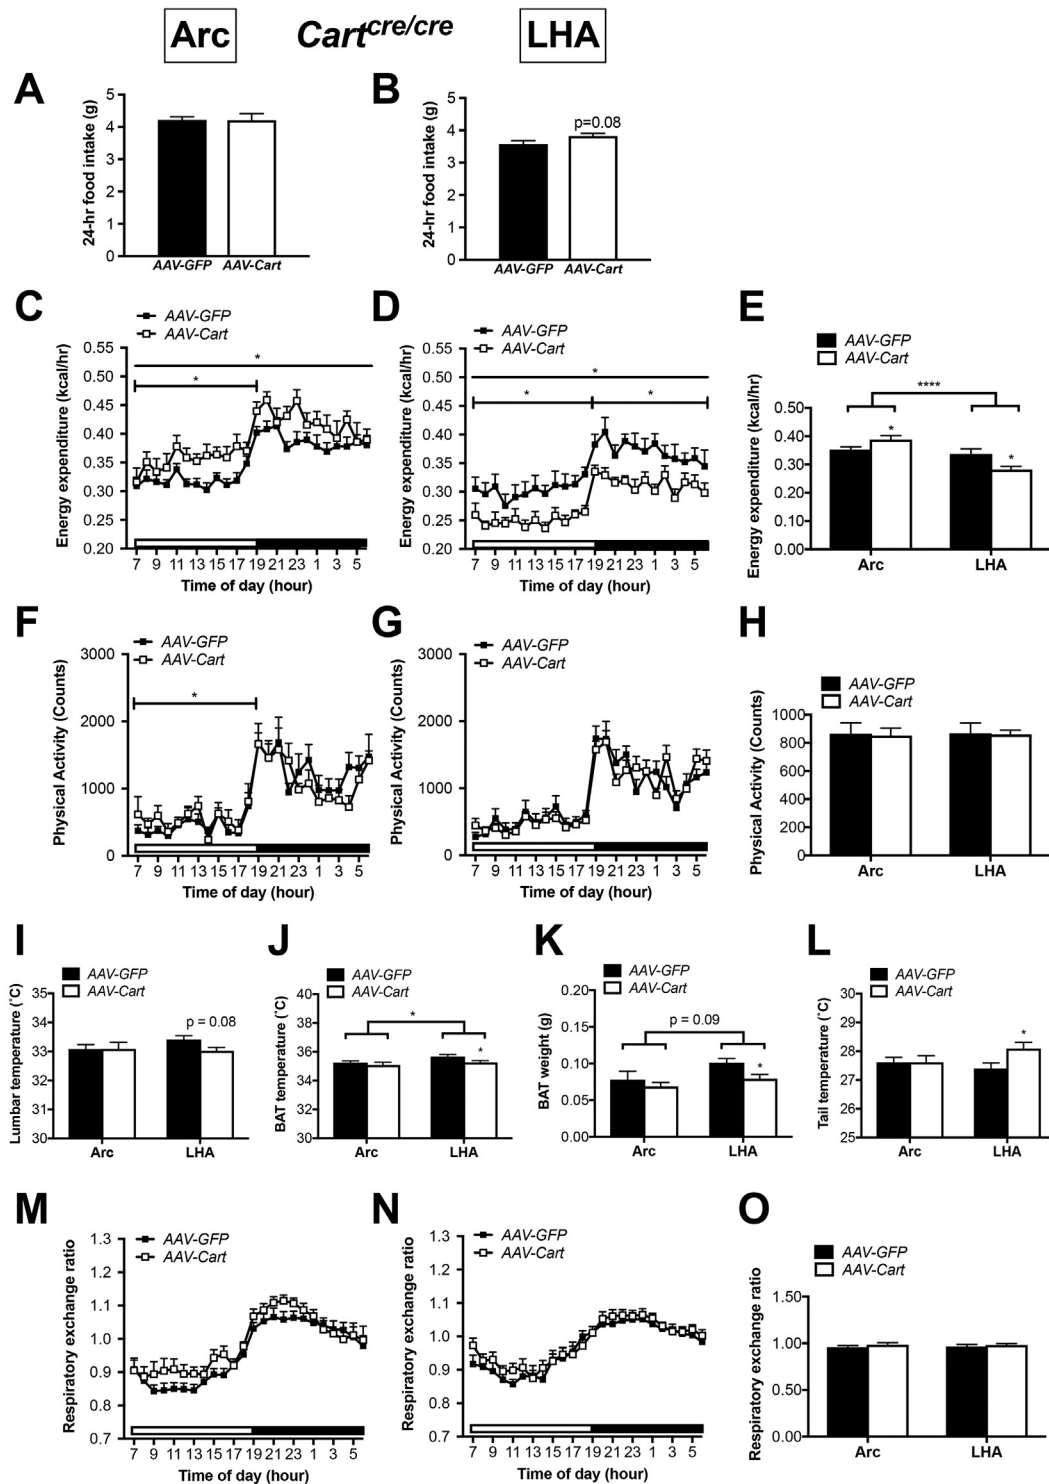 Arc Cart^cre/cre LHA
A
24-hr food intake (g)
5
4
3
2
1
0
AAV-GFP AAV-Cart
B
24-hr food intake (g)
5
4
3
2
1
0
p=0.08
AAV-GFP AAV-Cart
C
AAV-GFP
AAV-Cart
Energy expenditure (kcal/hr)
0.55
0.50
0.45
0.40
0.35
0.30
0.25
0.20
*
*
7 9 11 13 15 17 19 21 23 1 3 5
Time of day (hour)
D
AAV-GFP
AAV-Cart
Energy expenditure (kcal/hr)
0.55
0.50
0.45
0.40
0.35
0.30
0.25
0.20
*
* *
7 9 11 13 15 17 19 21 23 1 3 5
Time of day (hour)
E
AAV-GFP
AAV-Cart
Energy expenditure (kcal/hr)
0.50
0.40
0.30
0.20
0.10
0.00
****
*
*
Arc LHA
F
AAV-GFP
AAV-Cart
Physical Activity (Counts)
3000
2000
1000
0
*
7 9 11 13 15 17 19 21 23 1 3 5
Time of day (hour)
G
AAV-GFP
AAV-Cart
Physical Activity (Counts)
3000
2000
1000
0
7 9 11 13 15 17 19 21 23 1 3 5
Time of day (hour)
H
AAV-GFP
AAV-Cart
Physical Activity (Counts)
1000
800
600
400
200
0
Arc LHA
I
AAV-GFP
AAV-Cart
Lumbar temperature (˚C)
35
34
33
32
31
30
p = 0.08
Arc LHA
J
AAV-GFP
AAV-Cart
BAT temperature (˚C)
40
38
36
34
32
30
*
*
Arc LHA
K
AAV-GFP
AAV-Cart
BAT weight (g)
0.20
0.15
0.10
0.05
0.00
p = 0.09
*
Arc LHA
L
AAV-GFP
AAV-Cart
Tail temperature (˚C)
30
29
28
27
26
25
*
Arc LHA
M
AAV-GFP
AAV-Cart
Respiratory exchange ratio
1.3
1.2
1.1
1.0
0.9
0.8
0.7
7 9 11 13 15 17 19 21 23 1 3 5
Time of day (hour)
N
AAV-GFP
AAV-Cart
Respiratory exchange ratio
1.3
1.2
1.1
1.0
0.9
0.8
0.7
7 9 11 13 15 17 19 21 23 1 3 5
Time of day (hour)
O
AAV-GFP
AAV-Cart
Respiratory exchange ratio
1.50
1.00
0.50
0.00
Arc LHA